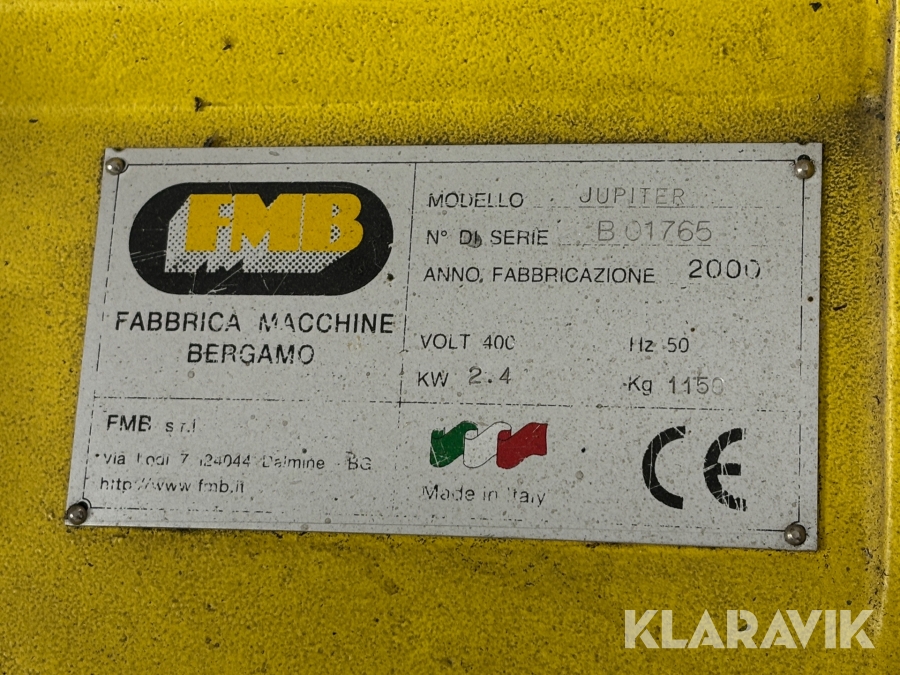 FMB
FABBRICA MACCHINE
BERGAMO
MODELLO JUPITER
N° DI SERIE B 01765
ANNO FABBRICAZIONE 2000
VOLT 400 Hz 50
KW 2.4 Kg 1150
FMB s.r.l
Via Lodi 7 24044 Dalmine - BG
http://www.fmb.it
Made in Italy
CE
KLARAVIK